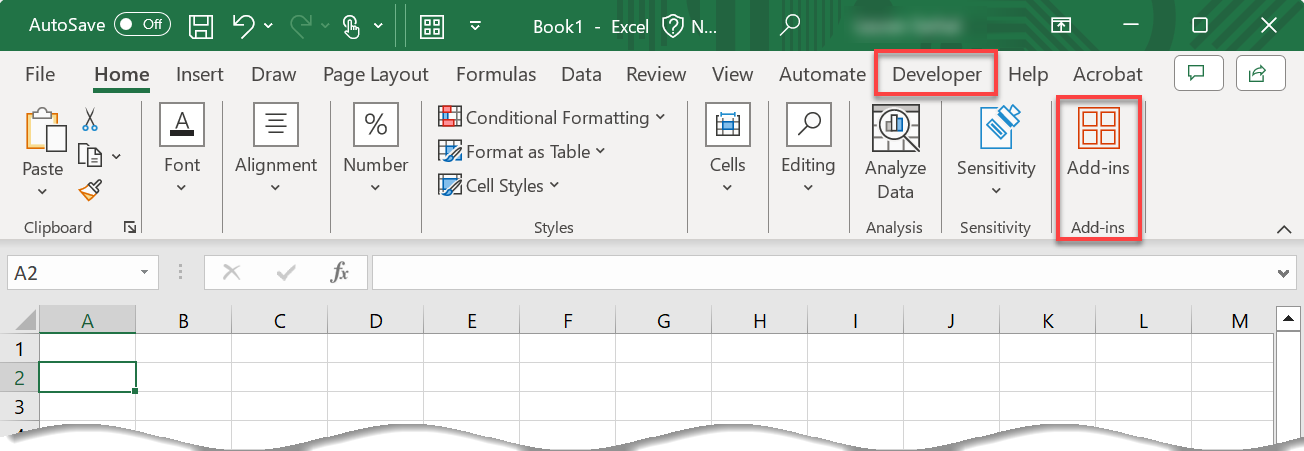 AutoSave Off Book1 - Excel N...
File Home Insert Draw Page Layout Formulas Data Review View Automate Developer Help Acrobat
Paste
Clipboard
A
Font
Alignment
%
Number
Conditional Formatting
Format as Table
Cell Styles
Styles
Cells
Editing
Analyze
Data
Analysis
Sensitivity
Sensitivity
Add-ins
Add-ins
A2 fx
A B C D E F G H I J K L M
1
2
3